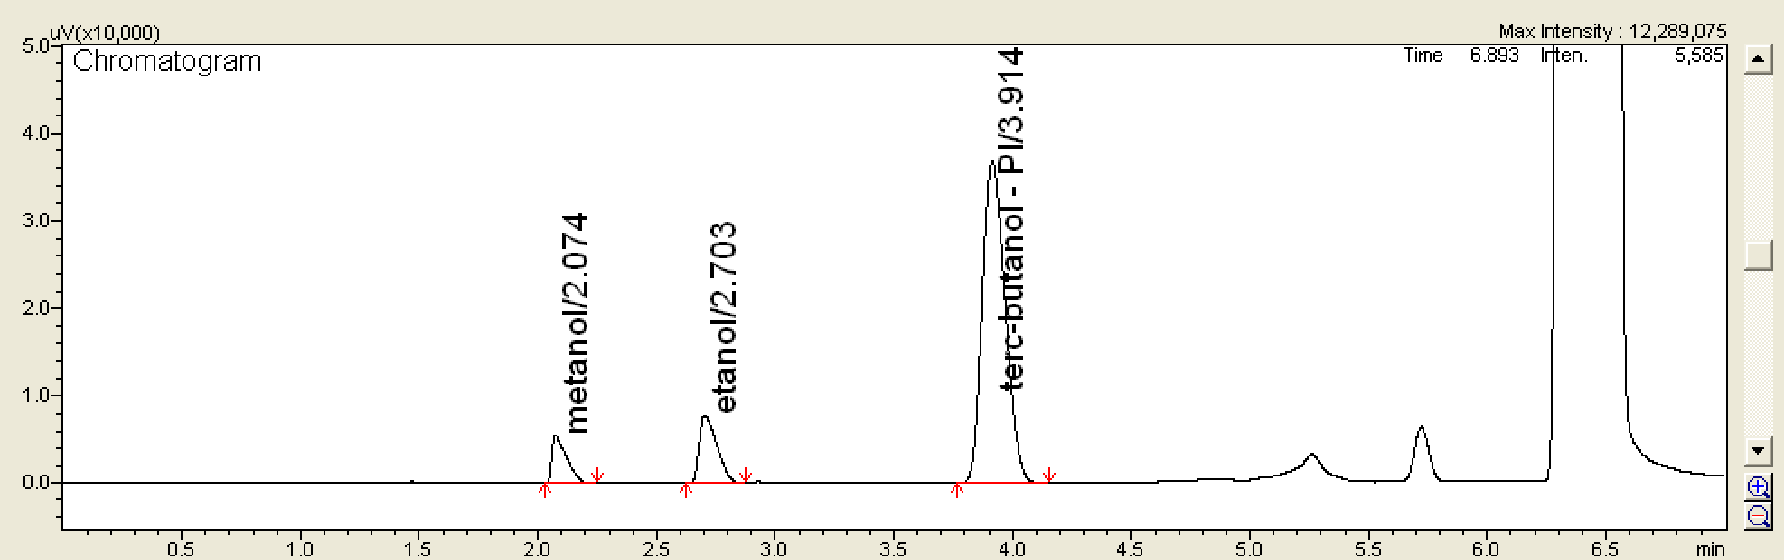 uV(x10,000)
Max Intensity : 12,289,075
Chromatogram
Time 6.893 Inten. 5,585
5.0
4.0
3.0
2.0
1.0
0.0
metanol/2.074
etanol/2.703
terc-butanol - PI/3.914
0.5 1.0 1.5 2.0 2.5 3.0 3.5 4.0 4.5 5.0 5.5 6.0 6.5 min